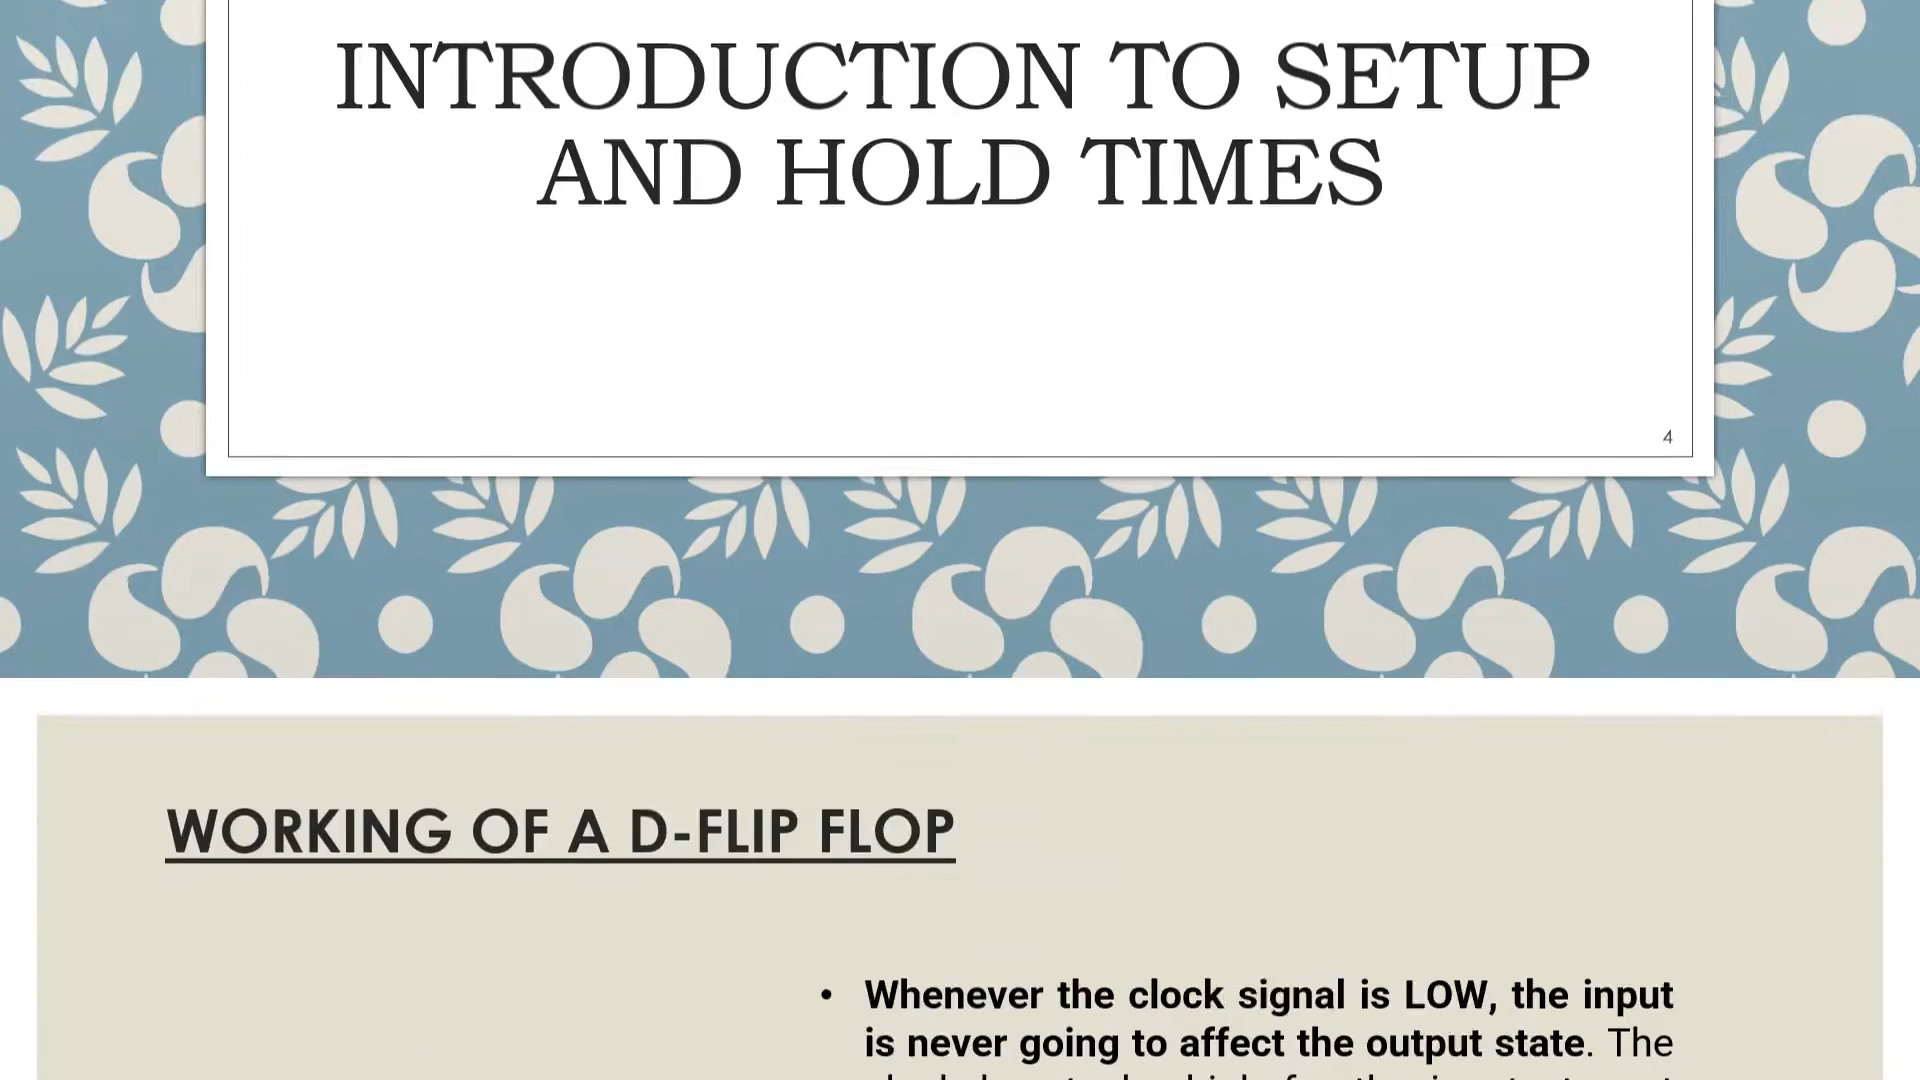 INTRODUCTION TO SETUP
AND HOLD TIMES
4
WORKING OF A D-FLIP FLOP
• Whenever the clock signal is LOW, the input
is never going to affect the output state. The